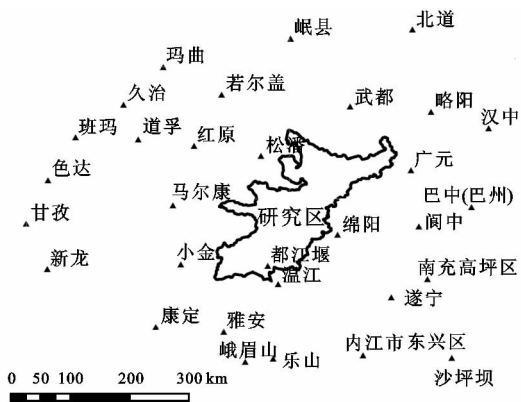 北道
岷县
玛曲
若尔盖
久治
武都
略阳
汉中
班玛
道孚
红原
松潘
色达
广元
马尔康
巴中(巴州)
甘孜
研究区
绵阳
阆中
新龙
小金
都江堰
南充高坪区
温江
遂宁
康定
雅安
峨眉山
乐山
内江市东兴区
沙坪坝
0 50 100 200 300 km